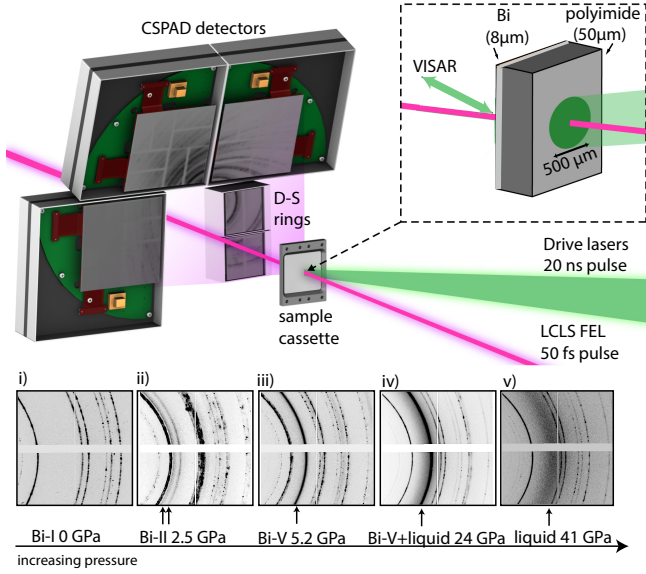 CSPAD detectors
Bi
(8µm)
polyimide
(50µm)
VISAR
500 µm
D-S
rings
sample
cassette
Drive lasers
20 ns pulse
LCLS FEL
50 fs pulse
i)
ii)
iii)
iv)
v)
Bi-I 0 GPa
Bi-II 2.5 GPa
Bi-V 5.2 GPa
Bi-V+liquid 24 GPa
liquid 41 GPa
increasing pressure